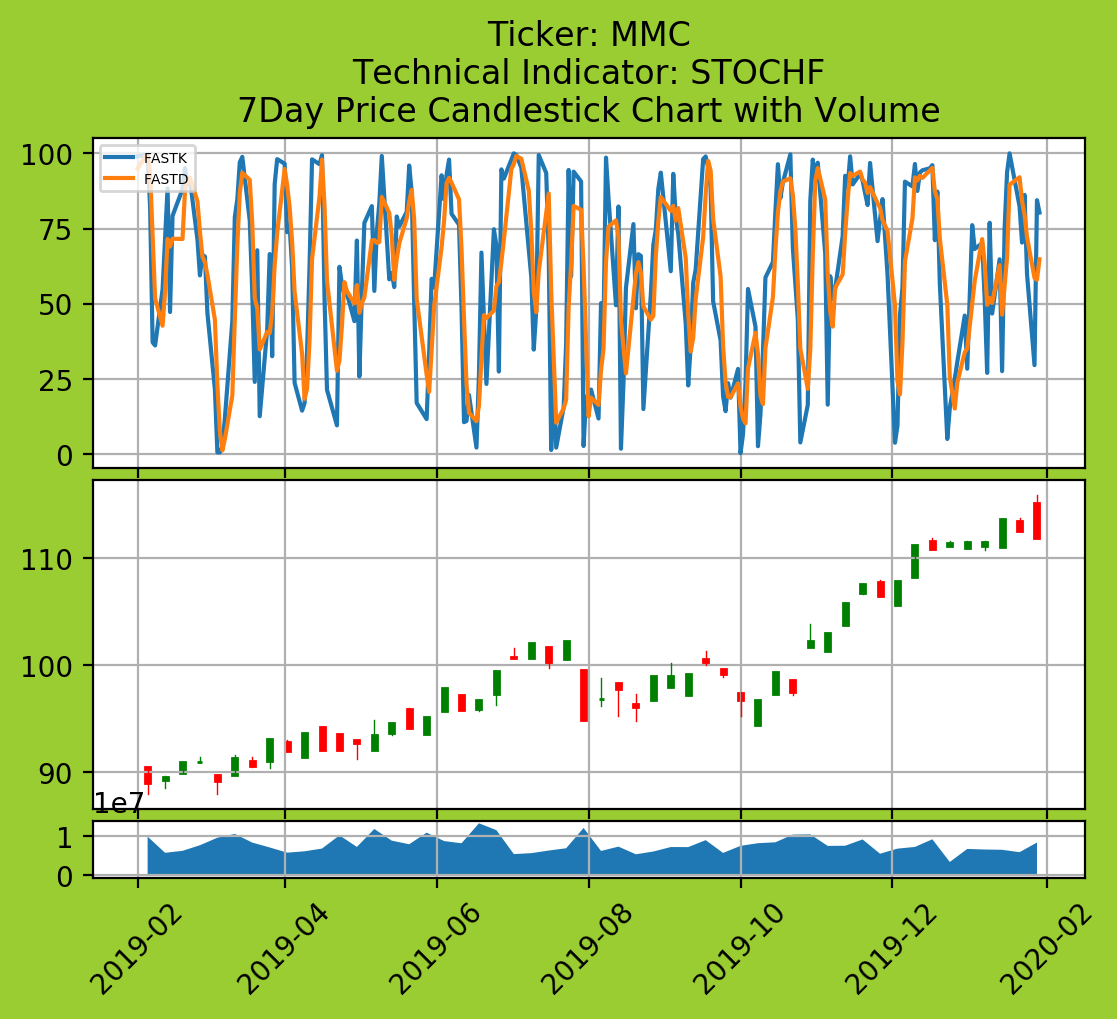 Ticker: MMC
Technical Indicator: STOCHF
7Day Price Candlestick Chart with Volume
100
75
50
25
0
FASTK
FASTD
110
100
90
1e7
1
0
2019-02
2019-04
2019-06
2019-08
2019-10
2019-12
2020-02